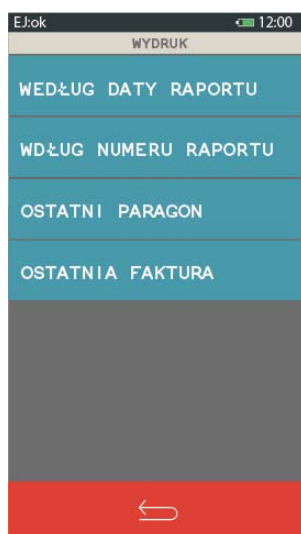 EJ:ok 12:00
WYDRUK
WEDŁUG DATY RAPORTU
WDŁUG NUMERU RAPORTU
OSTATNI PARAGON
OSTATNIA FAKTURA